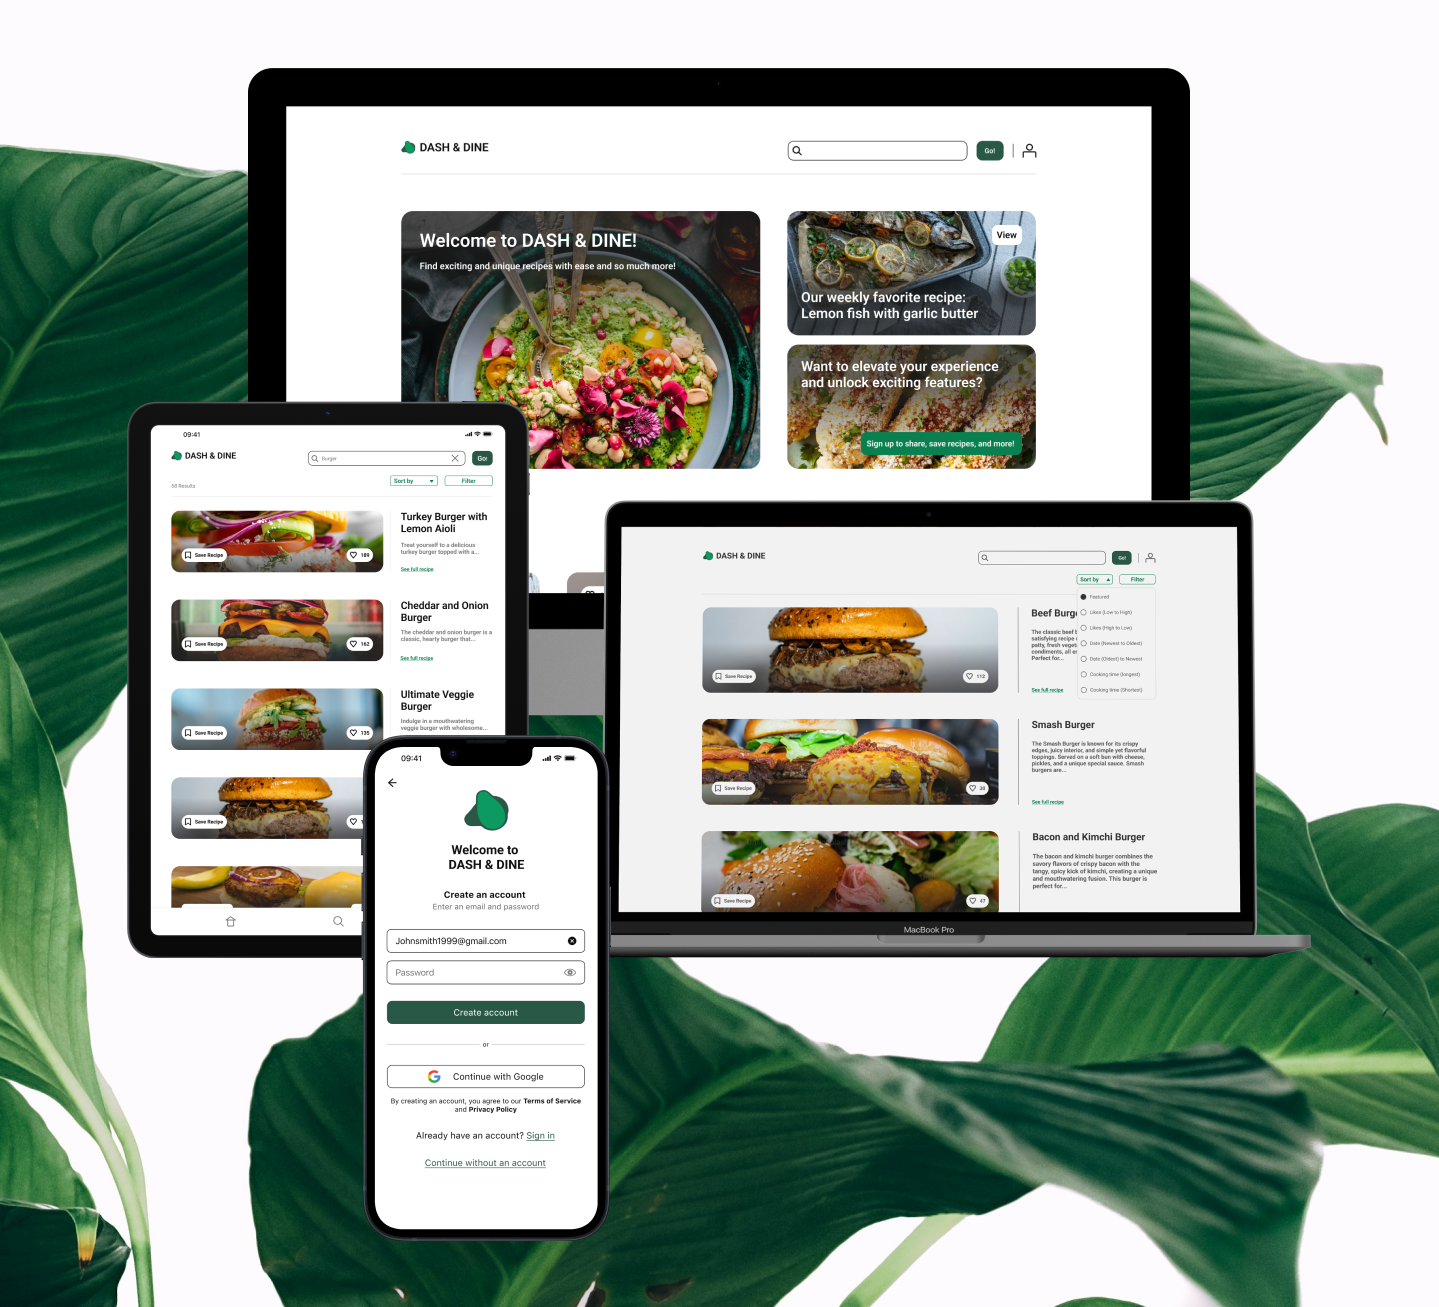 DASH & DINE
Go!
Welcome to DASH & DINE!
Find exciting and unique recipes with ease and so much more!
View
Our weekly favorite recipe:
Lemon fish with garlic butter
Want to elevate your experience
and unlock exciting features?
Sign up to share, save recipes, and more!
09:41
DASH & DINE
Burger
Go!
68 Results
Sort by
Filter
Save Recipe
189
Turkey Burger with
Lemon Aioli
Treat yourself to a delicious
turkey burger topped with a...
See full recipe
Save Recipe
162
Cheddar and Onion
Burger
The cheddar and onion burger is a
classic, hearty burger that...
See full recipe
Save Recipe
135
Ultimate Veggie
Burger
Indulge in a mouthwatering
veggie burger with wholesome...
Save Recipe
09:41
Welcome to
DASH & DINE
Create an account
Enter an email and password
Johnsmith1999@gmail.com
Password
Create account
or
Continue with Google
By creating an account, you agree to our Terms of Service
and Privacy Policy
Already have an account? Sign in
Continue without an account
DASH & DINE
Go!
Sort by
Filter
Featured
Likes (Low to High)
Likes (High to Low)
Date (Newest to Oldest)
Date (Oldest) to Newest
Cooking time (longest)
Cooking time (Shortest)
Save Recipe
112
Beef Burge
The classic beef b
satisfying recipe
patty, fresh veget
condiments, all
Perfect for...
See full recipe
Save Recipe
30
Smash Burger
The Smash Burger is known for its crispy
edges, juicy interior, and simple yet flavorful
toppings. Served on a soft bun with cheese,
pickles, and a unique special sauce. Smash
burgers are...
See full recipe
Save Recipe
47
Bacon and Kimchi Burger
The bacon and kimchi burger combines the
savory flavors of crispy bacon with the
tangy, spicy kick of kimchi, creating a unique
and mouthwatering fusion. This burger is
perfect for...
MacBook Pro